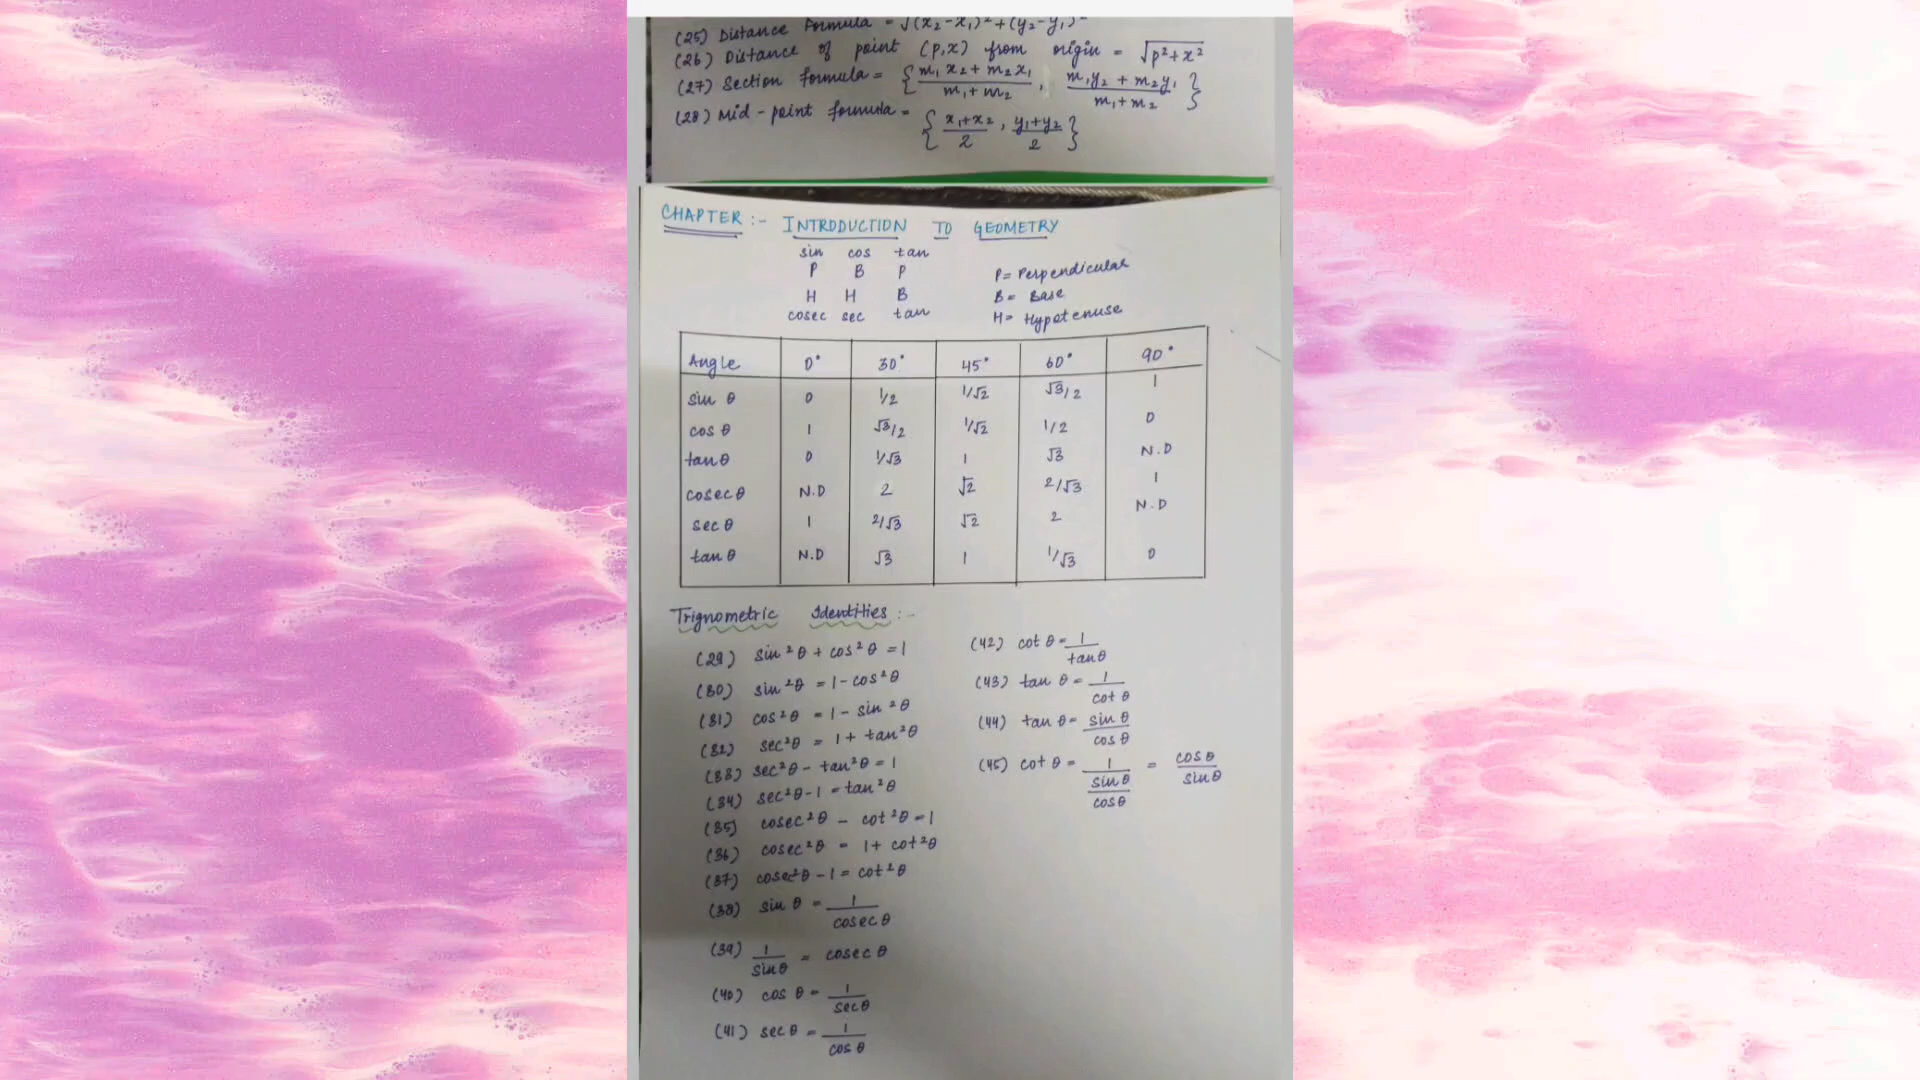 (25) Distance Formula = √(x₂-x₁)²+(y₂-y₁)²
(26) Distance of point (p,x) from origin = √p²+x²
(27) Section formula = { m₁x₂+m₂x₁/m₁+m₂ , m₁y₂+m₂y₁/m₁+m₂ }
(28) Mid-point formula = { x₁+x₂/2 , y₁+y₂/2 }
CHAPTER :- INTRODUCTION TO GEOMETRY
sin cos tan
P B P
H H B
cosec sec tan
P = Perpendicular
B = Base
H = Hypotenuse
Angle 0° 30° 45° 60° 90°
sin θ 0 1/2 1/√2 √3/2 1
cos θ 1 √3/2 1/√2 1/2 0
tan θ 0 1/√3 1 √3 N.D
cosec θ N.D 2 √2 2/√3 1
sec θ 1 2/√3 √2 2 N.D
tan θ N.D √3 1 1/√3 0
Trignometric Identities :-
(29) sin²θ + cos²θ = 1
(30) sin²θ = 1 - cos²θ
(31) cos²θ = 1 - sin²θ
(32) sec²θ = 1 + tan²θ
(33) sec²θ - tan²θ = 1
(34) sec²θ - 1 = tan²θ
(35) cosec²θ - cot²θ = 1
(36) cosec²θ = 1 + cot²θ
(37) cosec²θ - 1 = cot²θ
(38) sin θ = 1/cosec θ
(39) 1/sin θ = cosec θ
(40) cos θ = 1/sec θ
(41) sec θ = 1/cos θ
(42) cot θ = 1/tan θ
(43) tan θ = 1/cot θ
(44) tan θ = sin θ/cos θ
(45) cot θ = 1/(sin θ/cos θ) = cos θ/sin θ